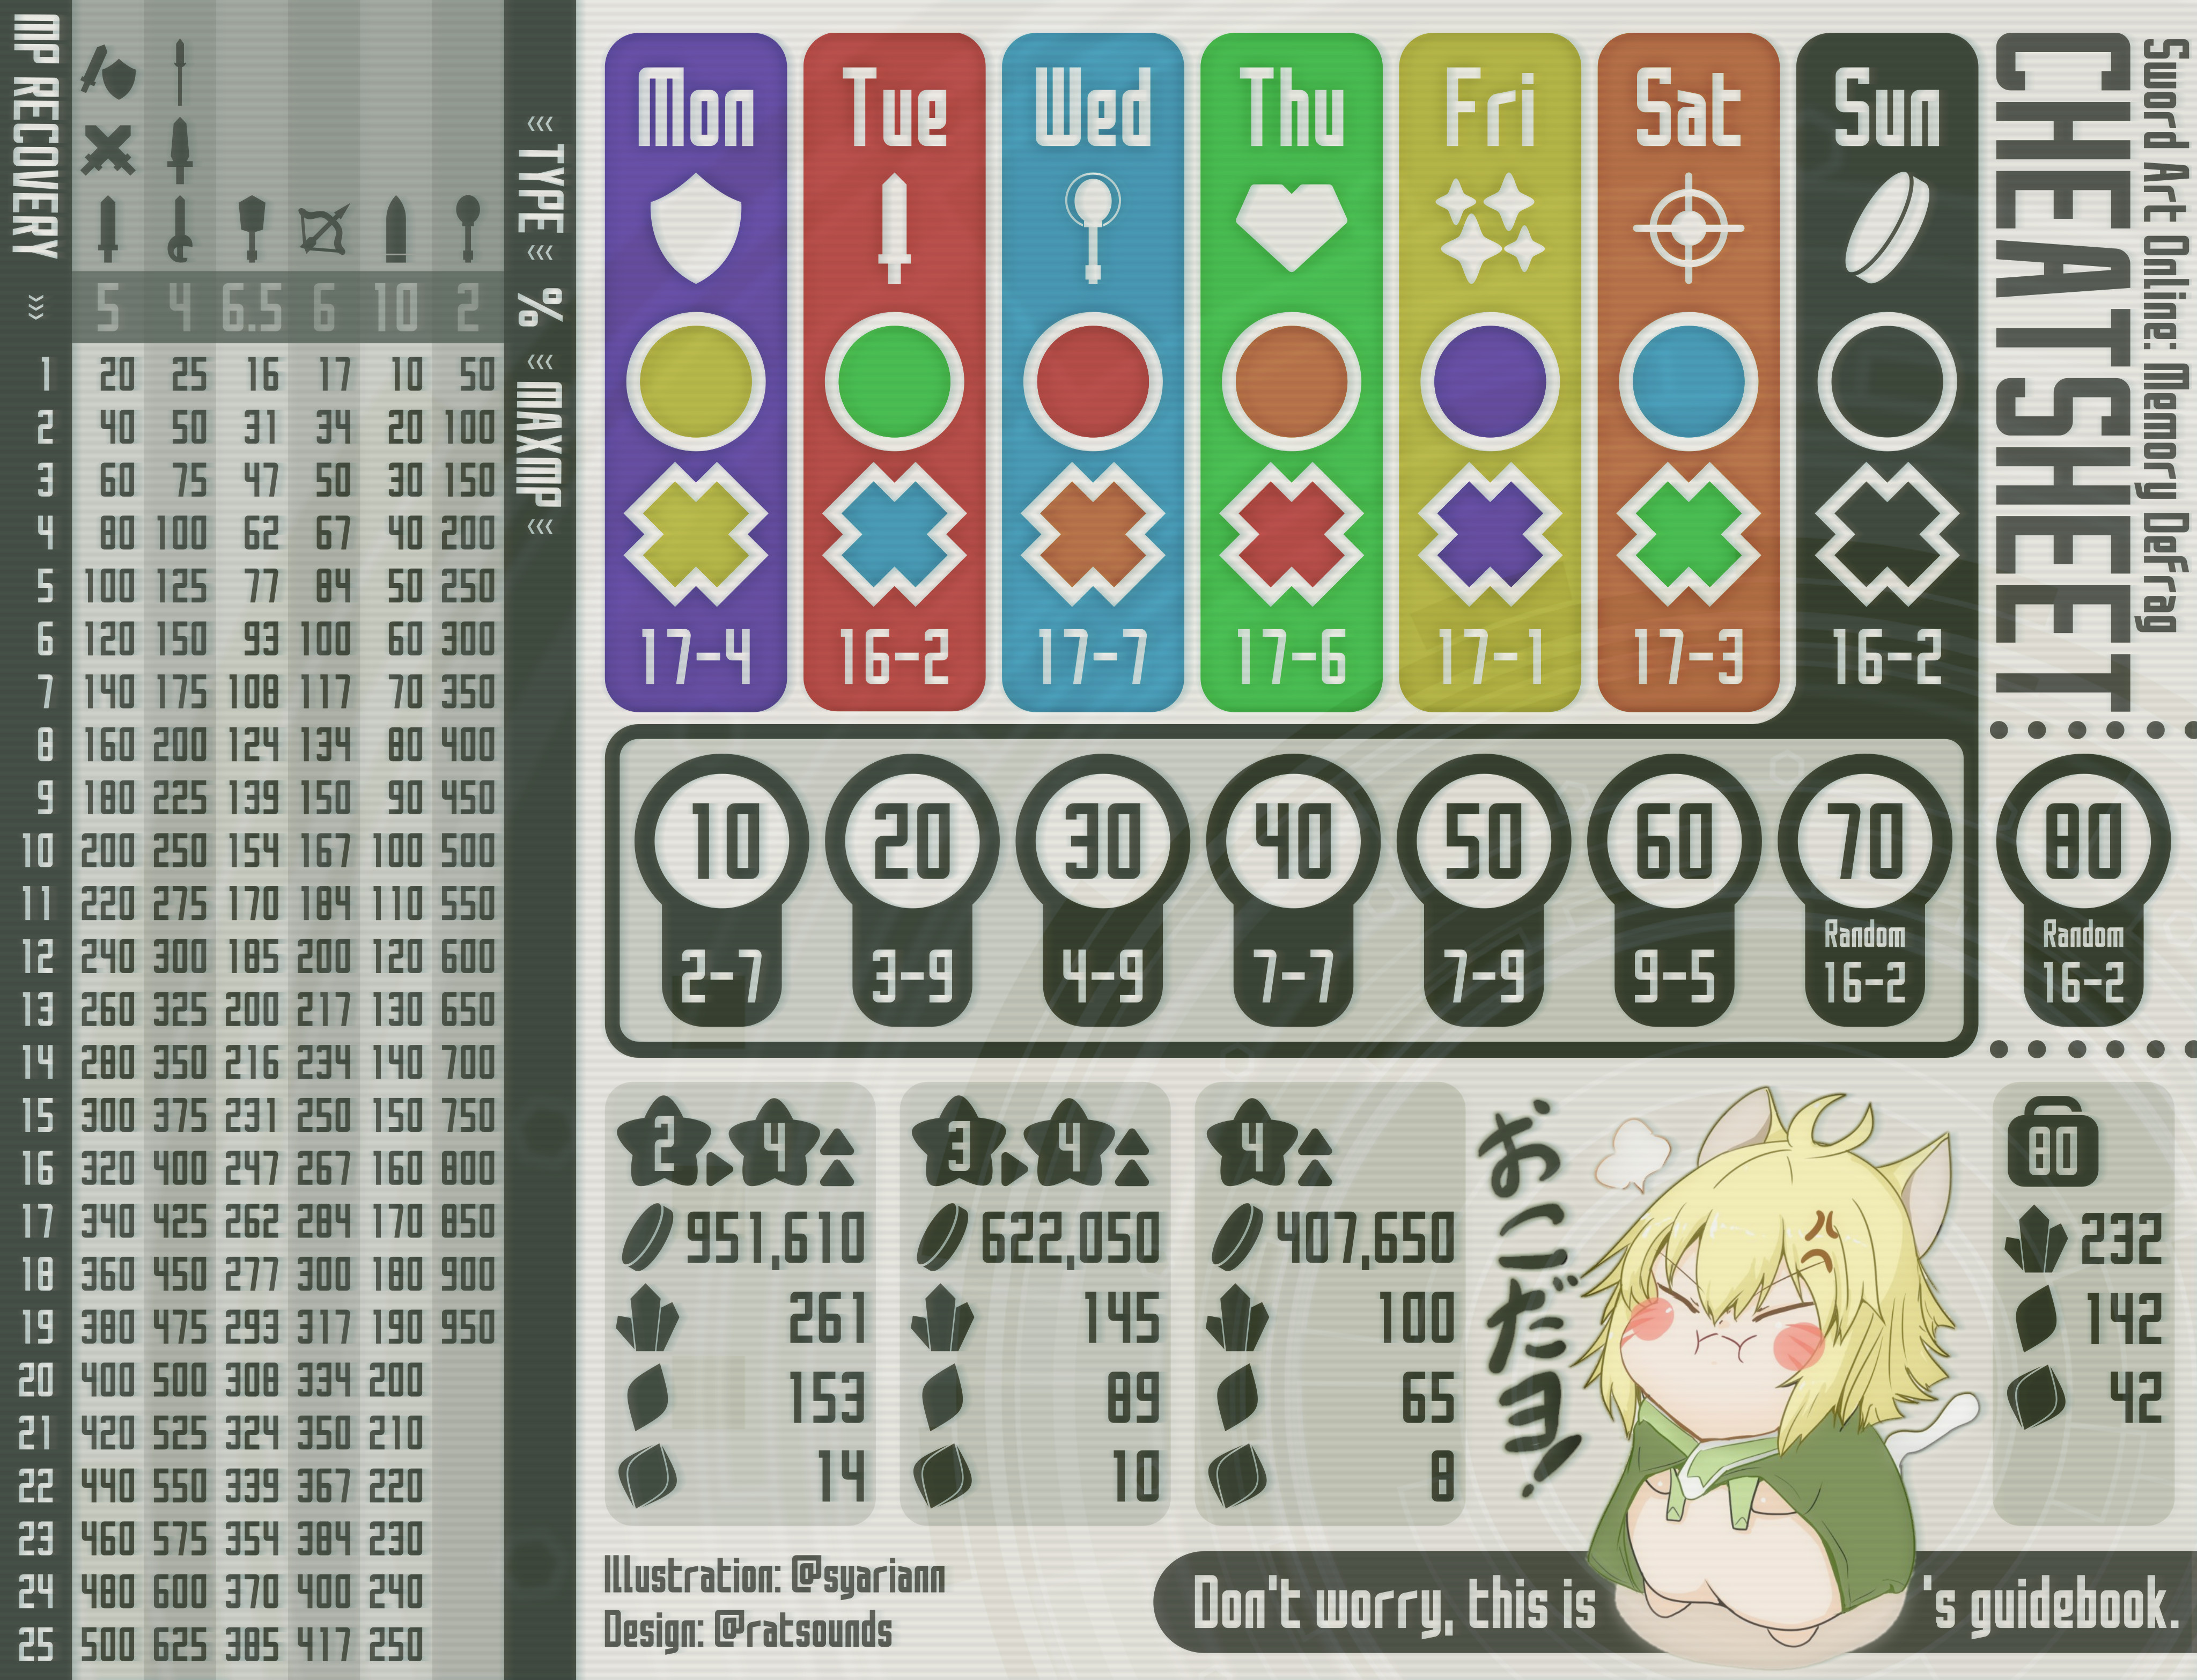 MP RECOVERY
‹‹‹ TYPE ‹‹‹ % ‹‹‹ MAXMP ‹‹‹
5 4 6.5 6 10 2
1 20 25 16 17 10 50
2 40 50 31 34 20 100
3 60 75 47 50 30 150
4 80 100 62 67 40 200
5 100 125 77 84 50 250
6 120 150 93 100 60 300
7 140 175 108 117 70 350
8 160 200 124 134 80 400
9 180 225 139 150 90 450
10 200 250 154 167 100 500
11 220 275 170 184 110 550
12 240 300 185 200 120 600
13 260 325 200 217 130 650
14 280 350 216 234 140 700
15 300 375 231 250 150 750
16 320 400 247 267 160 800
17 340 425 262 284 170 850
18 360 450 277 300 180 900
19 380 475 293 317 190 950
20 400 500 308 334 200
21 420 525 324 350 210
22 440 550 339 367 220
23 460 575 354 384 230
24 480 600 370 400 240
25 500 625 385 417 250
Mon Tue Wed Thu Fri Sat Sun
17-4 16-2 17-7 17-6 17-1 17-3 16-2
Sword Art Online: Memory Defrag
CHEATSHEET
10 20 30 40 50 60 70 80
Random Random
2-7 3-9 4-9 7-7 7-9 9-5 16-2 16-2
2 4
951,610
261
153
14
3 4
622,050
145
89
10
4
407,650
100
65
8
おこだヨ!
80
232
142
42
Illustration: @syariann
Design: @ratsounds
Don't worry, this is 's guidebook.